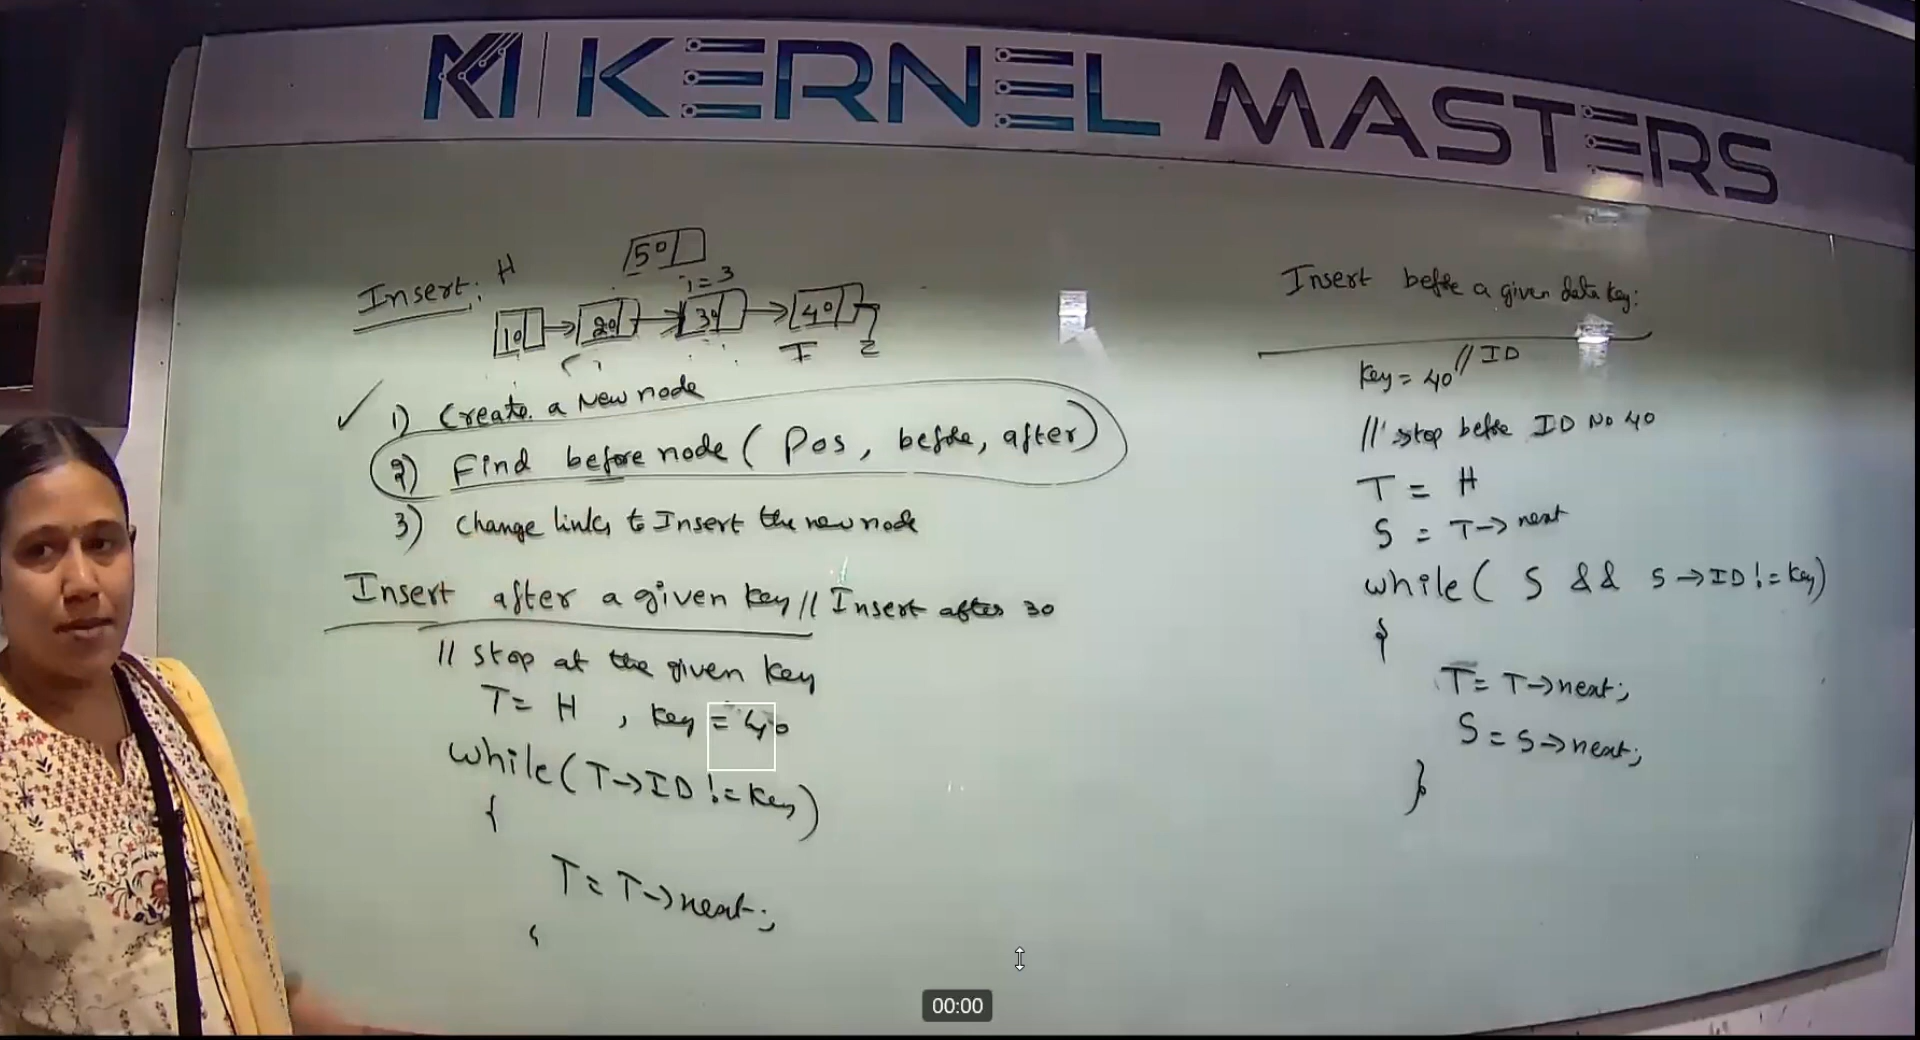 KERNEL MASTERS
Insert: H
50
i=3
10 20 30 40
T
1) Create a New node
2) Find before node ( Pos, before, after)
3) Change links to Insert the new node
Insert after a given key // Insert after 30
// stop at the given key
T = H , key = 40
while( T->ID != key)
{
T = T->next;
Insert before a given data key:
key = 40 // ID
// stop before ID No 40
T = H
S = T->next
while( S && S->ID != key)
{
T = T->next;
S = S->next;
}
00:00